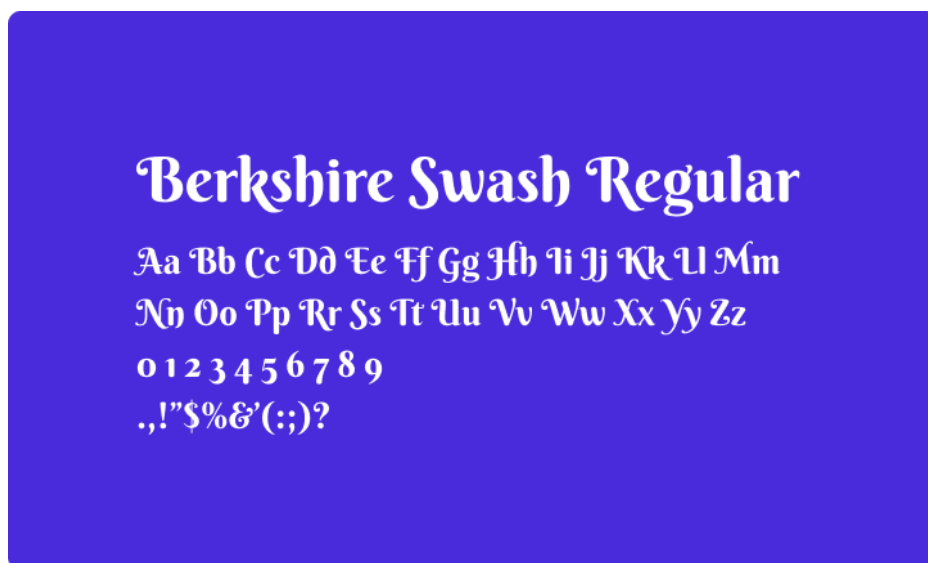 Berkshire Swash Regular
Aa Bb Cc Dd Ee Ff Gg Hh Ii Jj Kk Ll Mm
Nn Oo Pp Rr Ss Tt Uu Vv Ww Xx Yy Zz
0 1 2 3 4 5 6 7 8 9
.,!”$%&’(:;)?